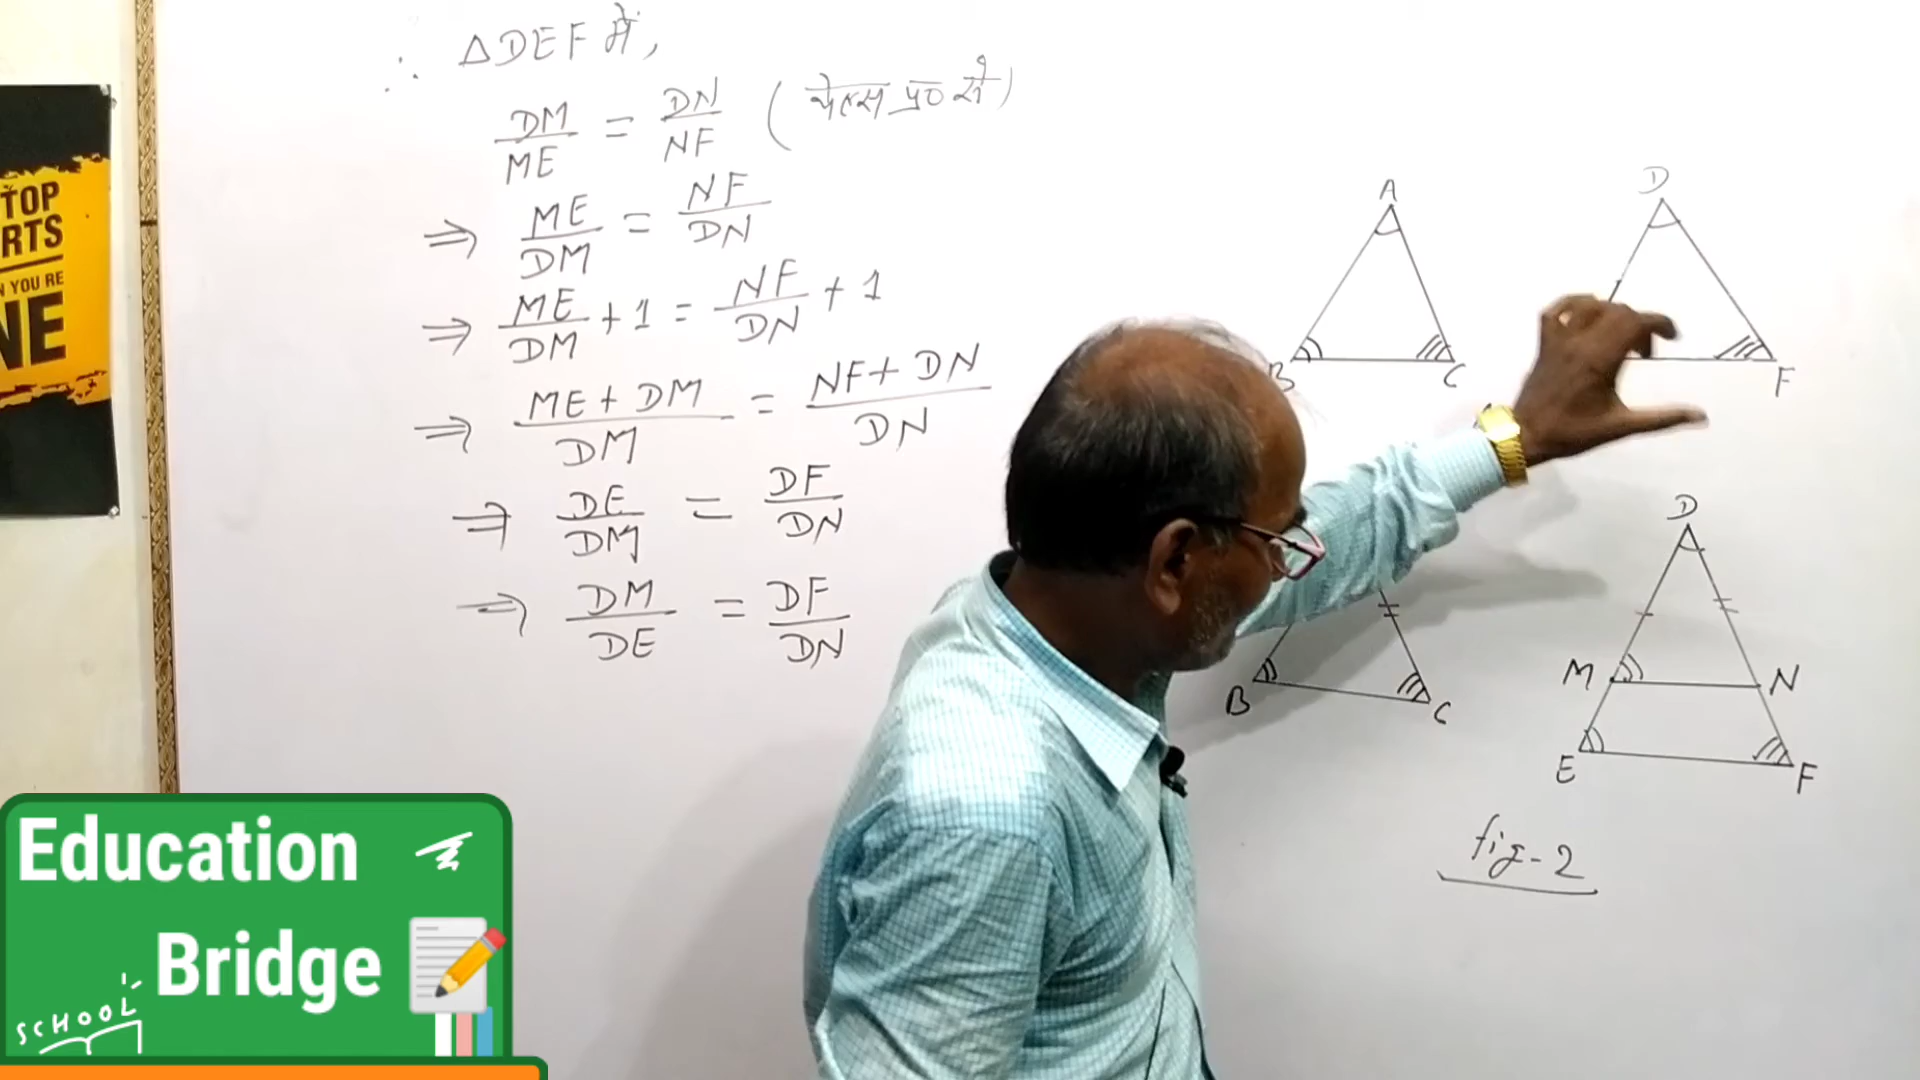 ∴ △DEF में,
DM/ME = DN/NF (थेल्स प्र० से)
⇒ ME/DM = NF/DN
⇒ ME/DM + 1 = NF/DN + 1
⇒ ME + DM/DM = NF + DN/DN
⇒ DE/DM = DF/DN
⇒ DM/DE = DF/DN
A
B
C
D
F
B
C
D
M
N
E
F
fig-2
TOP
RTS
YOU RE
NE
Education
Bridge
SCHOOL